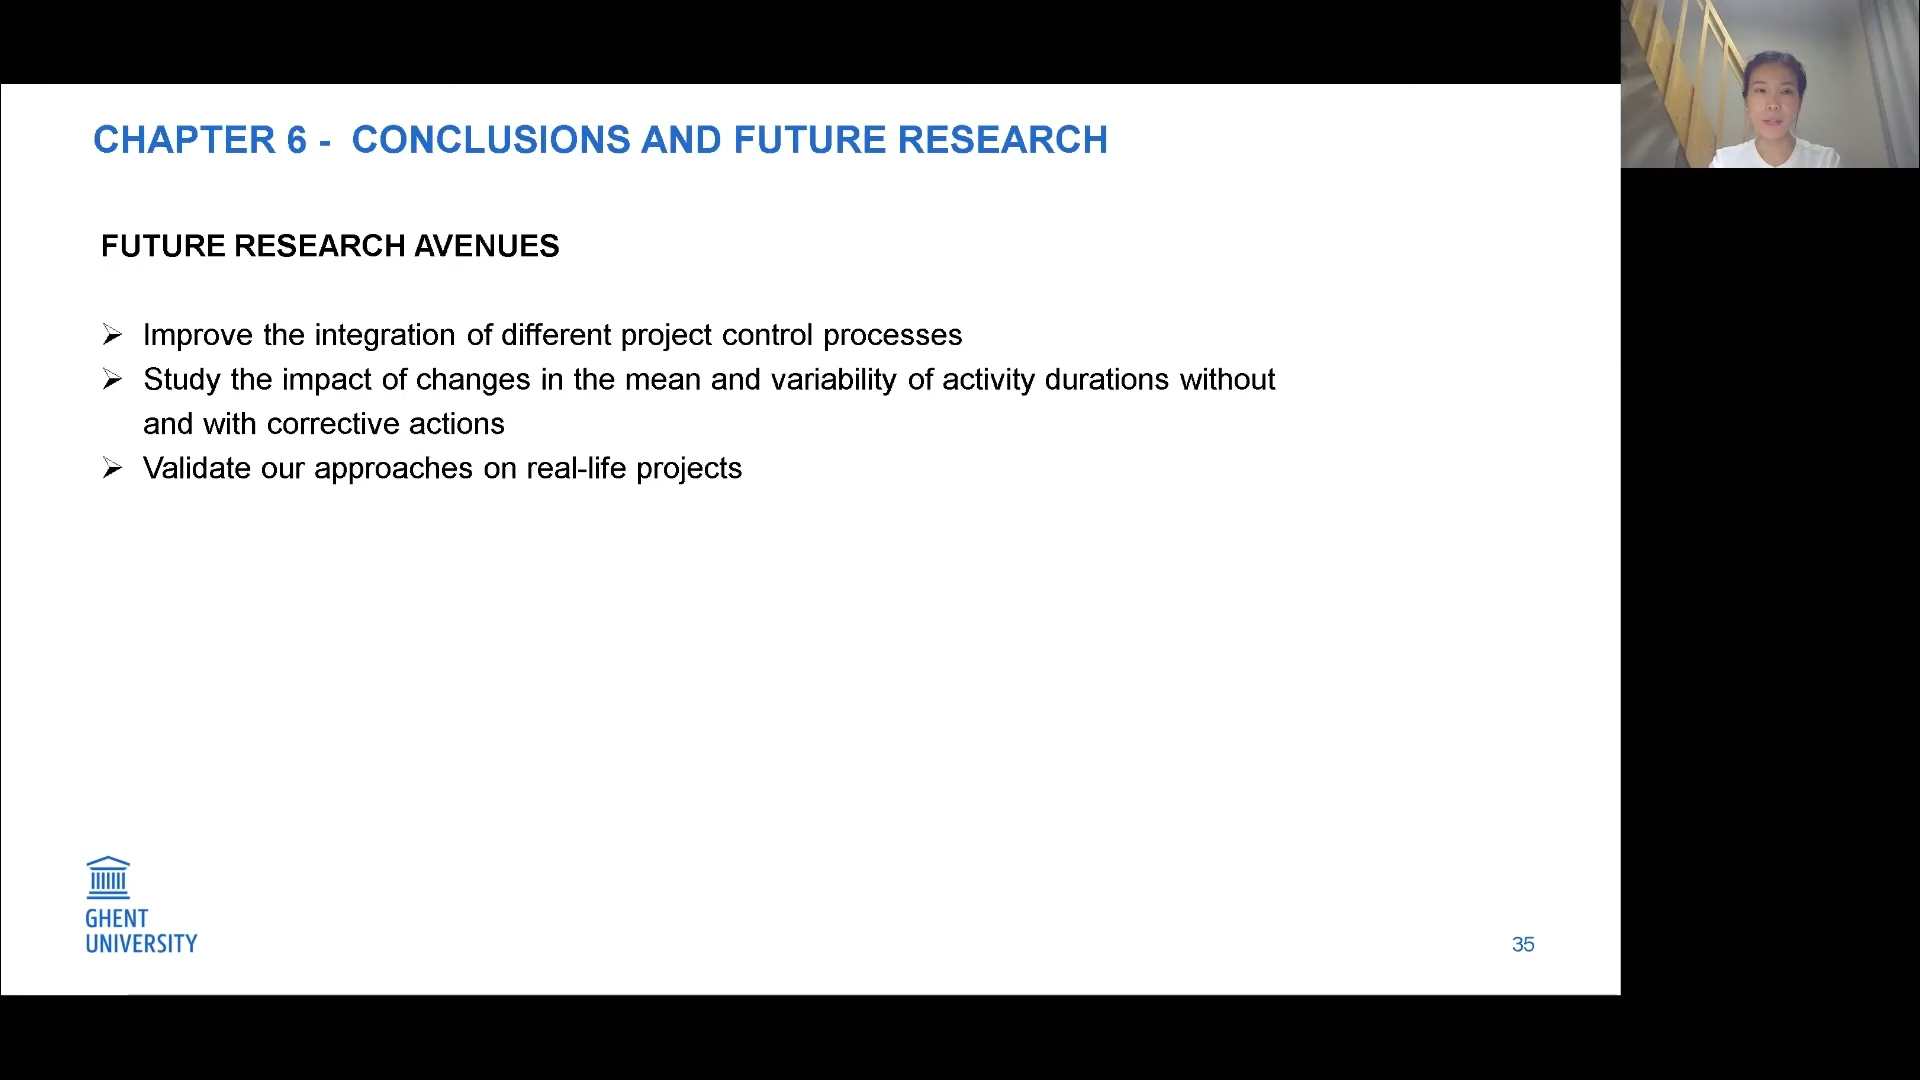 CHAPTER 6 - CONCLUSIONS AND FUTURE RESEARCH
FUTURE RESEARCH AVENUES
➢ Improve the integration of different project control processes
➢ Study the impact of changes in the mean and variability of activity durations without
and with corrective actions
➢ Validate our approaches on real-life projects
GHENT
UNIVERSITY
35